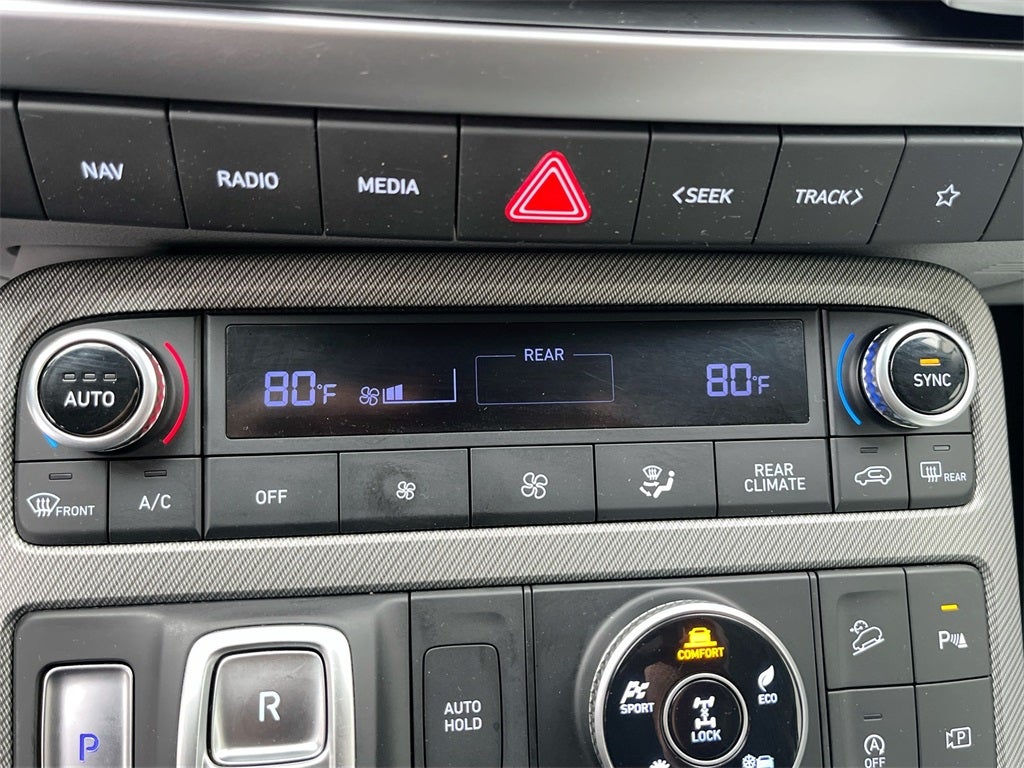 NAV RADIO MEDIA <SEEK TRACK>
REAR
AUTO 80°F 80°F SYNC
FRONT A/C OFF REAR CLIMATE REAR
COMFORT
P R AUTO HOLD SPORT LOCK ECO P
A OFF P